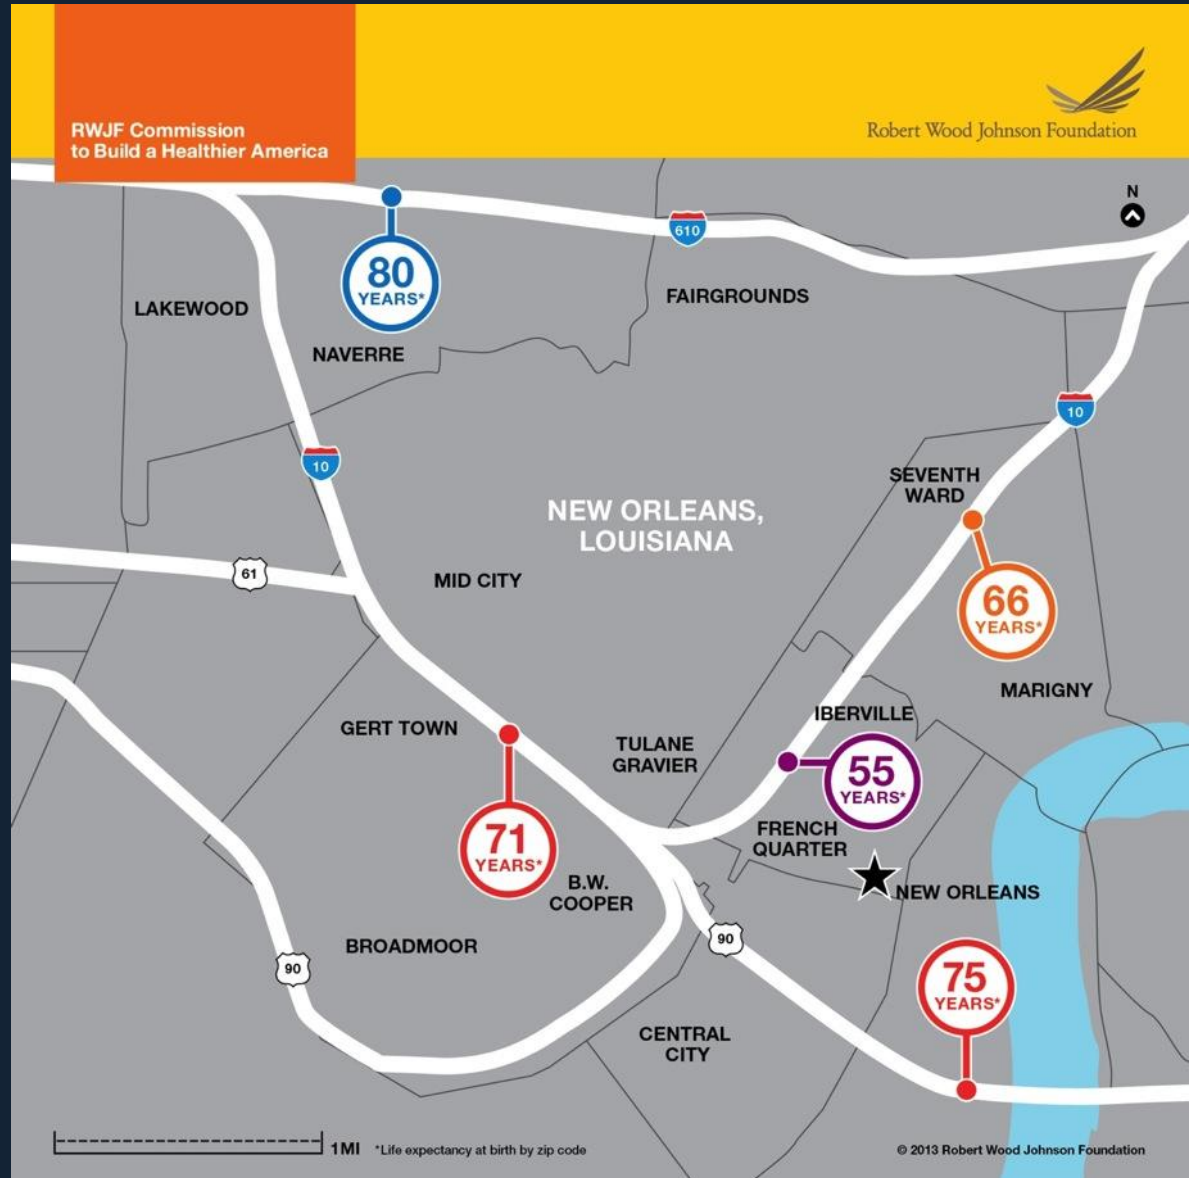 RWJF Commission
to Build a Healthier America
Robert Wood Johnson Foundation
N
610
80
YEARS*
LAKEWOOD
FAIRGROUNDS
NAVERRE
10
10
SEVENTH
WARD
NEW ORLEANS,
LOUISIANA
61
MID CITY
66
YEARS*
MARIGNY
IBERVILLE
GERT TOWN
TULANE
GRAVIER
55
YEARS*
71
YEARS*
FRENCH
QUARTER
B.W.
COOPER
NEW ORLEANS
BROADMOOR
90
90
75
YEARS*
CENTRAL
CITY
1MI
*Life expectancy at birth by zip code
© 2013 Robert Wood Johnson Foundation